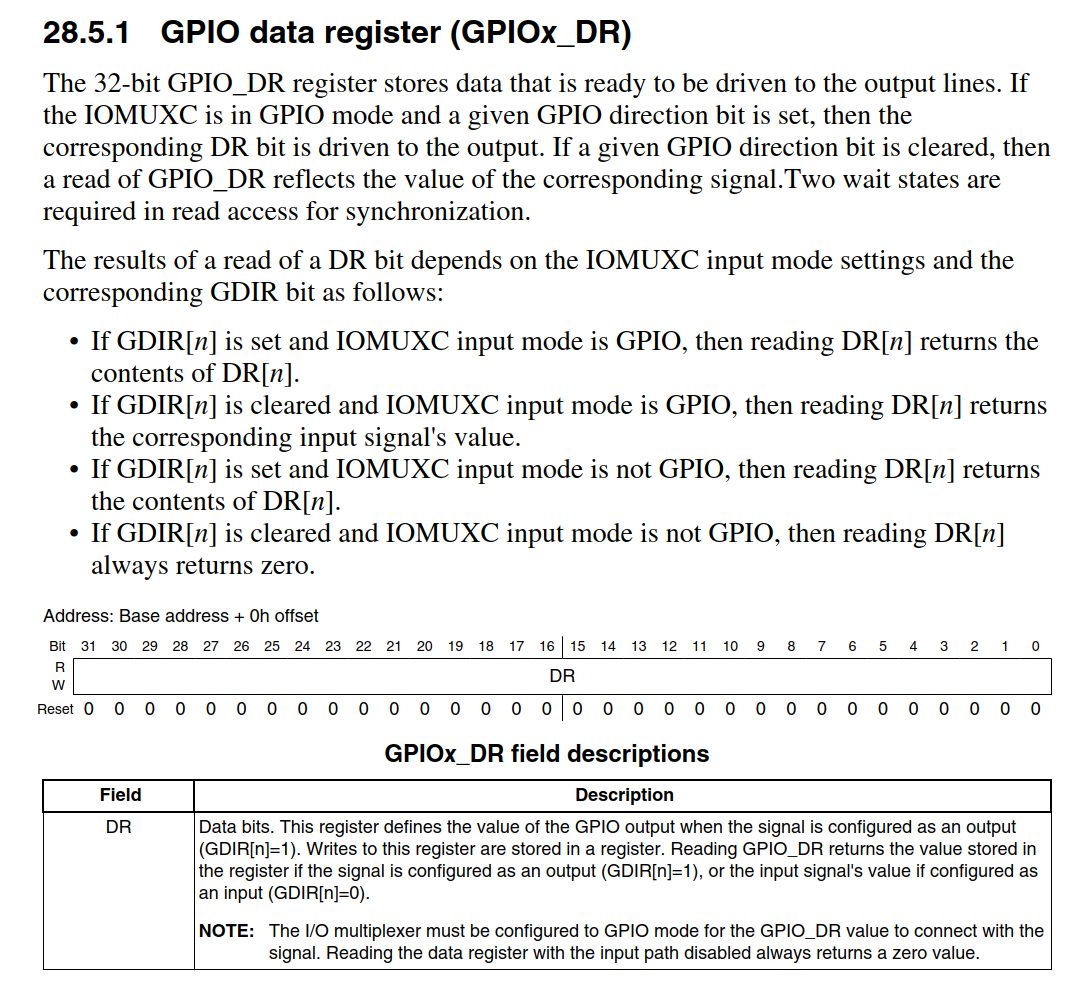 28.5.1 GPIO data register (GPIOx_DR)
The 32-bit GPIO_DR register stores data that is ready to be driven to the output lines. If
the IOMUXC is in GPIO mode and a given GPIO direction bit is set, then the
corresponding DR bit is driven to the output. If a given GPIO direction bit is cleared, then
a read of GPIO_DR reflects the value of the corresponding signal.Two wait states are
required in read access for synchronization.
The results of a read of a DR bit depends on the IOMUXC input mode settings and the
corresponding GDIR bit as follows:
• If GDIR[n] is set and IOMUXC input mode is GPIO, then reading DR[n] returns the
contents of DR[n].
• If GDIR[n] is cleared and IOMUXC input mode is GPIO, then reading DR[n] returns
the corresponding input signal's value.
• If GDIR[n] is set and IOMUXC input mode is not GPIO, then reading DR[n] returns
the contents of DR[n].
• If GDIR[n] is cleared and IOMUXC input mode is not GPIO, then reading DR[n]
always returns zero.
Address: Base address + 0h offset
Bit 31 30 29 28 27 26 25 24 23 22 21 20 19 18 17 16 15 14 13 12 11 10 9 8 7 6 5 4 3 2 1 0
R
DR
W
Reset 0 0 0 0 0 0 0 0 0 0 0 0 0 0 0 0 0 0 0 0 0 0 0 0 0 0 0 0 0 0 0 0
GPIOx_DR field descriptions
Field Description
DR Data bits. This register defines the value of the GPIO output when the signal is configured as an output
(GDIR[n]=1). Writes to this register are stored in a register. Reading GPIO_DR returns the value stored in
the register if the signal is configured as an output (GDIR[n]=1), or the input signal's value if configured as
an input (GDIR[n]=0).
NOTE: The I/O multiplexer must be configured to GPIO mode for the GPIO_DR value to connect with the
signal. Reading the data register with the input path disabled always returns a zero value.